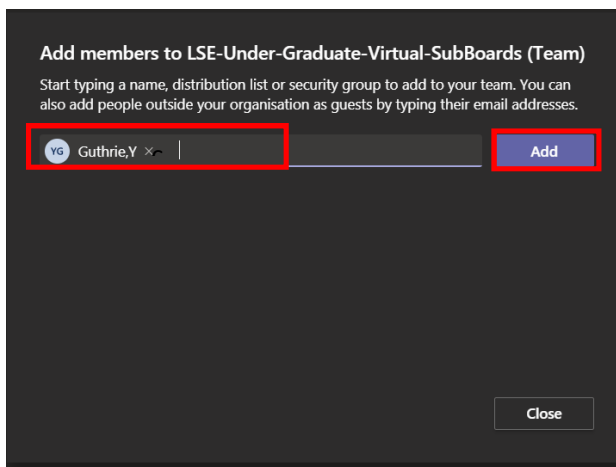 Add members to LSE-Under-Graduate-Virtual-SubBoards (Team)
Start typing a name, distribution list or security group to add to your team. You can
also add people outside your organisation as guests by typing their email addresses.
YG Guthrie,Y ×
Add
Close